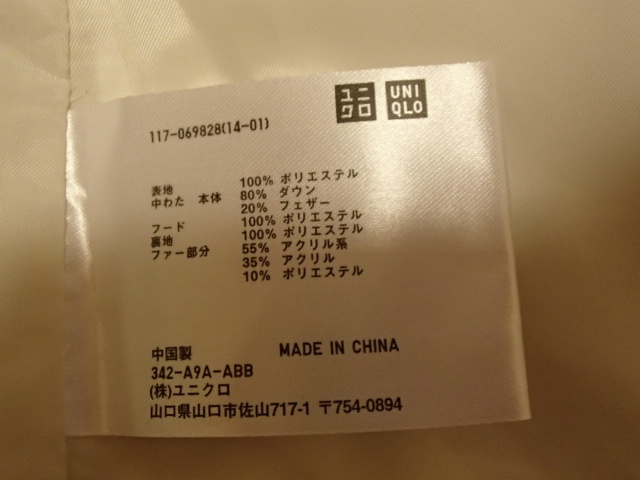 ユニクロ
UNIQLO
117-069828(14-01)
表地 100% ポリエステル
中わた 本体 80% ダウン
20% フェザー
フード 100% ポリエステル
裏地 100% ポリエステル
ファー部分 55% アクリル系
35% アクリル
10% ポリエステル
中国製 MADE IN CHINA
342-A9A-ABB
(株)ユニクロ
山口県山口市佐山717-1 〒754-0894